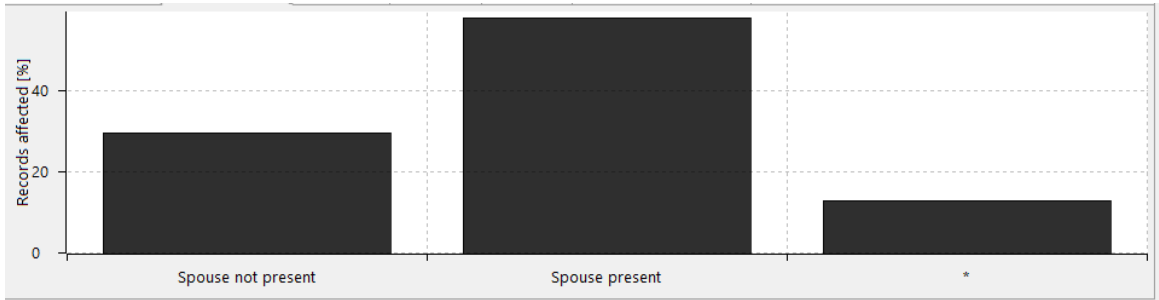 Records affected [%]
40
20
0
Spouse not present
Spouse present
*